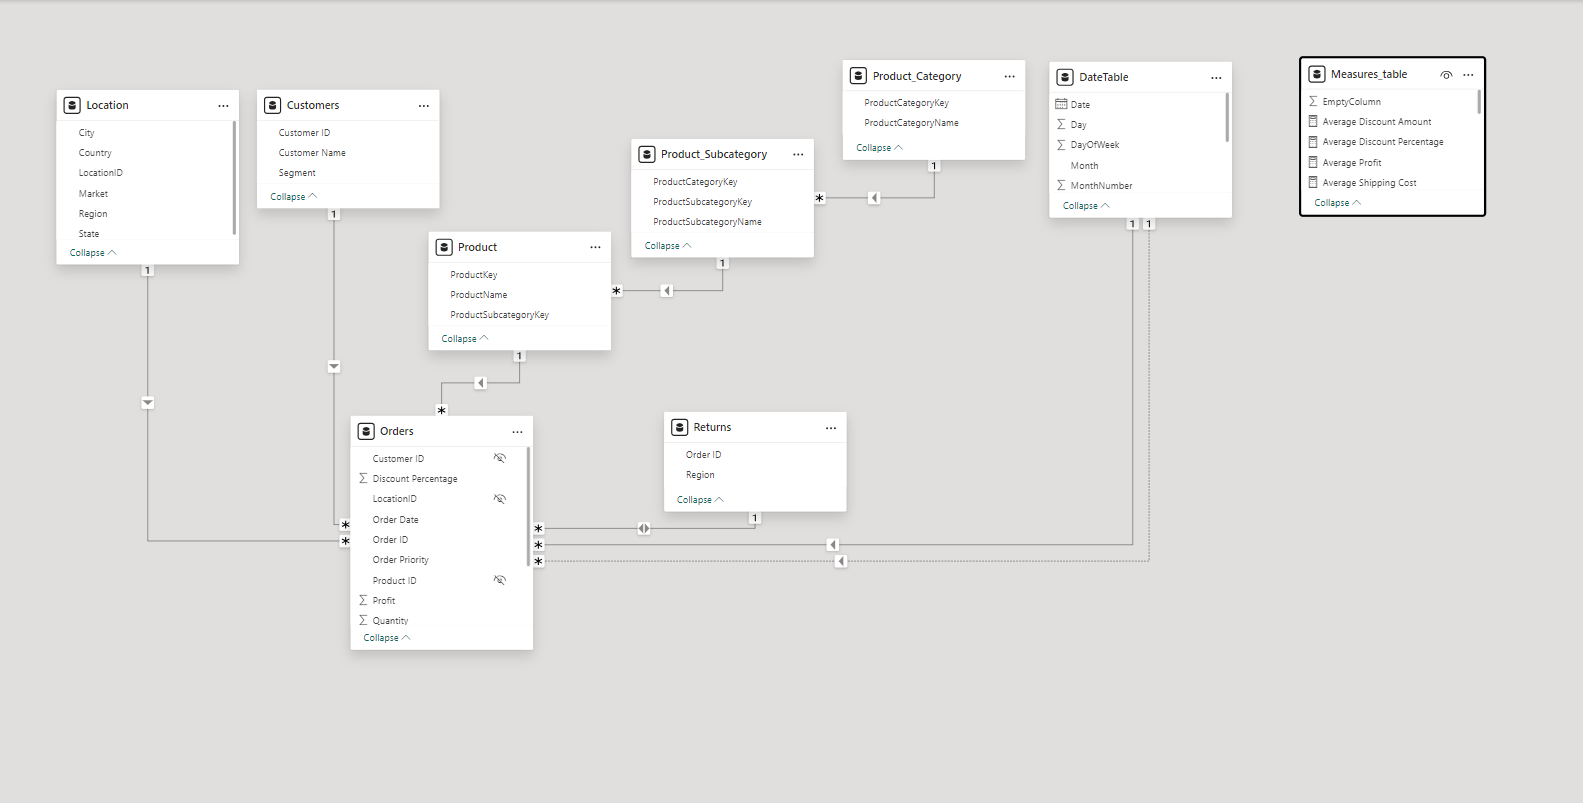 Location
City
Country
LocationID
Market
Region
State
Collapse
1
Customers
Customer ID
Customer Name
Segment
Collapse
1
Product_Category
ProductCategoryKey
ProductCategoryName
Collapse
1
DateTable
Date
Day
DayOfWeek
Month
MonthNumber
Collapse
1 1
Measures_table
EmptyColumn
Average Discount Amount
Average Discount Percentage
Average Profit
Average Shipping Cost
Collapse
Product_Subcategory
ProductCategoryKey
ProductSubcategoryKey
ProductSubcategoryName
Collapse
*
1
Product
ProductKey
ProductName
ProductSubcategoryKey
Collapse
*
1
*
Orders
Customer ID
Discount Percentage
LocationID
Order Date
Order ID
Order Priority
Product ID
Profit
Quantity
Collapse
*
*
Returns
Order ID
Region
Collapse
1
*
*
*